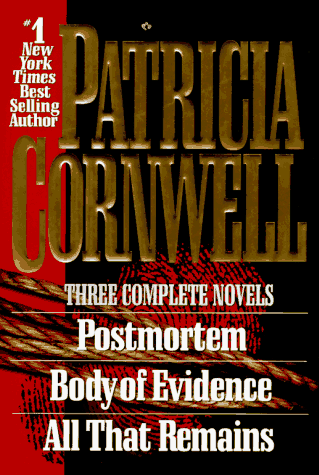 #1
New
York
Times
Best
Selling
Author
PATRICIA
CORNWELL
THREE COMPLETE NOVELS
Postmortem
Body of Evidence
All That Remains